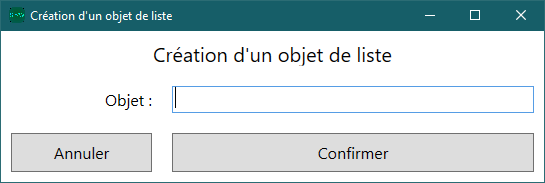 Création d'un objet de liste
Création d'un objet de liste
Objet :
Annuler Confirmer